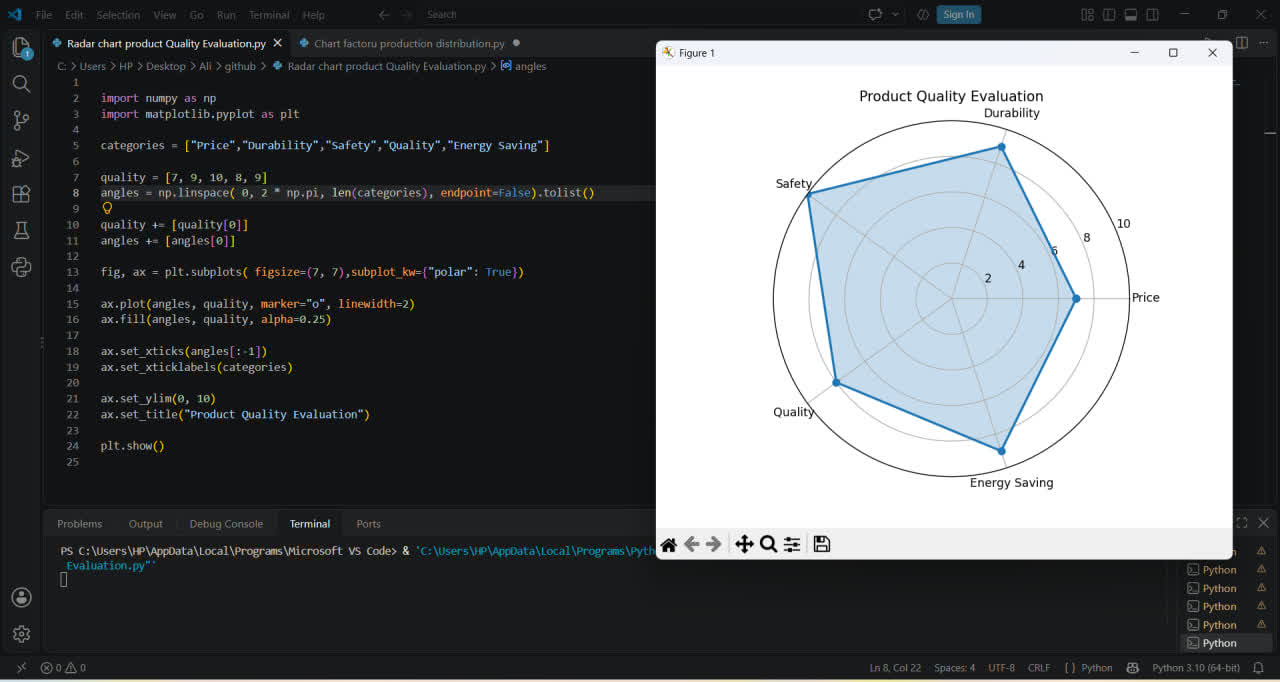 File Edit Selection View Go Run Terminal Help
Search
Sign In
1
Radar chart product Quality Evaluation.py
Chart factoru production distribution.py
C: > Users > HP > Desktop > Ali > github > Radar chart product Quality Evaluation.py > angles
1
2 import numpy as np
3 import matplotlib.pyplot as plt
4
5 categories = ["Price","Durability","Safety","Quality","Energy Saving"]
6
7 quality = [7, 9, 10, 8, 9]
8 angles = np.linspace( 0, 2 * np.pi, len(categories), endpoint=False).tolist()
9
10 quality += [quality[0]]
11 angles += [angles[0]]
12
13 fig, ax = plt.subplots( figsize=(7, 7),subplot_kw={"polar": True})
14
15 ax.plot(angles, quality, marker="o", linewidth=2)
16 ax.fill(angles, quality, alpha=0.25)
17
18 ax.set_xticks(angles[:-1])
19 ax.set_xticklabels(categories)
20
21 ax.set_ylim(0, 10)
22 ax.set_title("Product Quality Evaluation")
23
24 plt.show()
25
Figure 1
Product Quality Evaluation
Durability
Safety
10
8
6
4
2
Price
Quality
Energy Saving
Problems Output Debug Console Terminal Ports
PS C:\Users\HP\AppData\Local\Programs\Microsoft VS Code> & 'C:\Users\HP\AppData\Local\Programs\Pyth
Evaluation.py"'
Python
Python
Python
Python
Python
0 0
Ln 8, Col 22 Spaces: 4 UTF-8 CRLF { } Python Python 3.10 (64-bit)